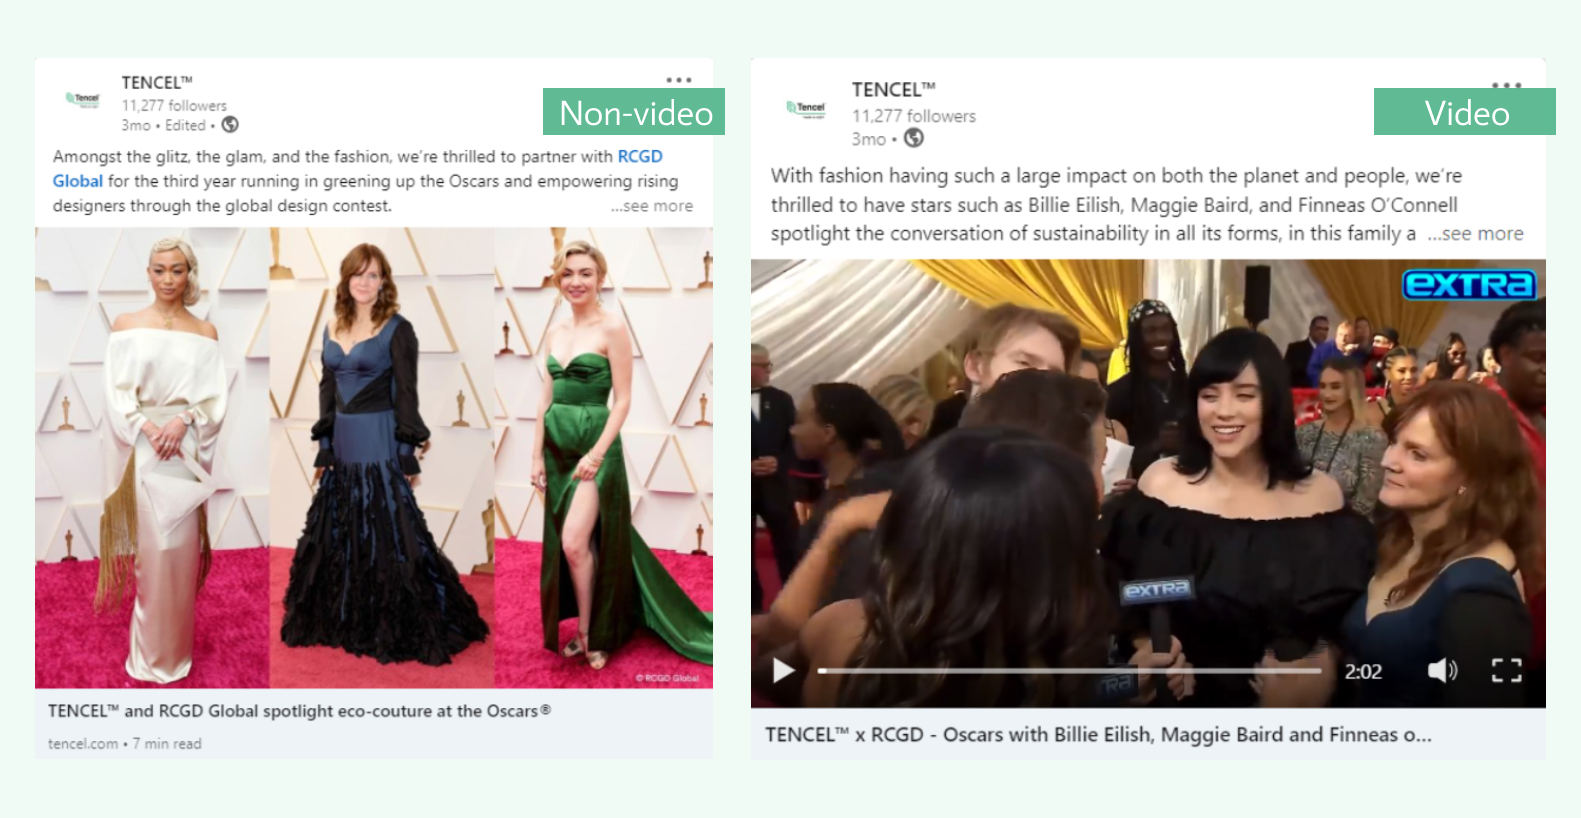 TENCEL™
11,277 followers
3mo • Edited •
Tencel
Non-video
Amongst the glitz, the glam, and the fashion, we're thrilled to partner with RCGD
Global for the third year running in greening up the Oscars and empowering rising
designers through the global design contest.
...see more
© RCGD Global
TENCEL™ and RCGD Global spotlight eco-couture at the Oscars®
tencel.com • 7 min read
TENCEL™
11,277 followers
3mo •
Tencel
Video
With fashion having such a large impact on both the planet and people, we're
thrilled to have stars such as Billie Eilish, Maggie Baird, and Finneas O'Connell
spotlight the conversation of sustainability in all its forms, in this family a ...see more
extra
extra
2:02
TENCEL™ x RCGD - Oscars with Billie Eilish, Maggie Baird and Finneas o...